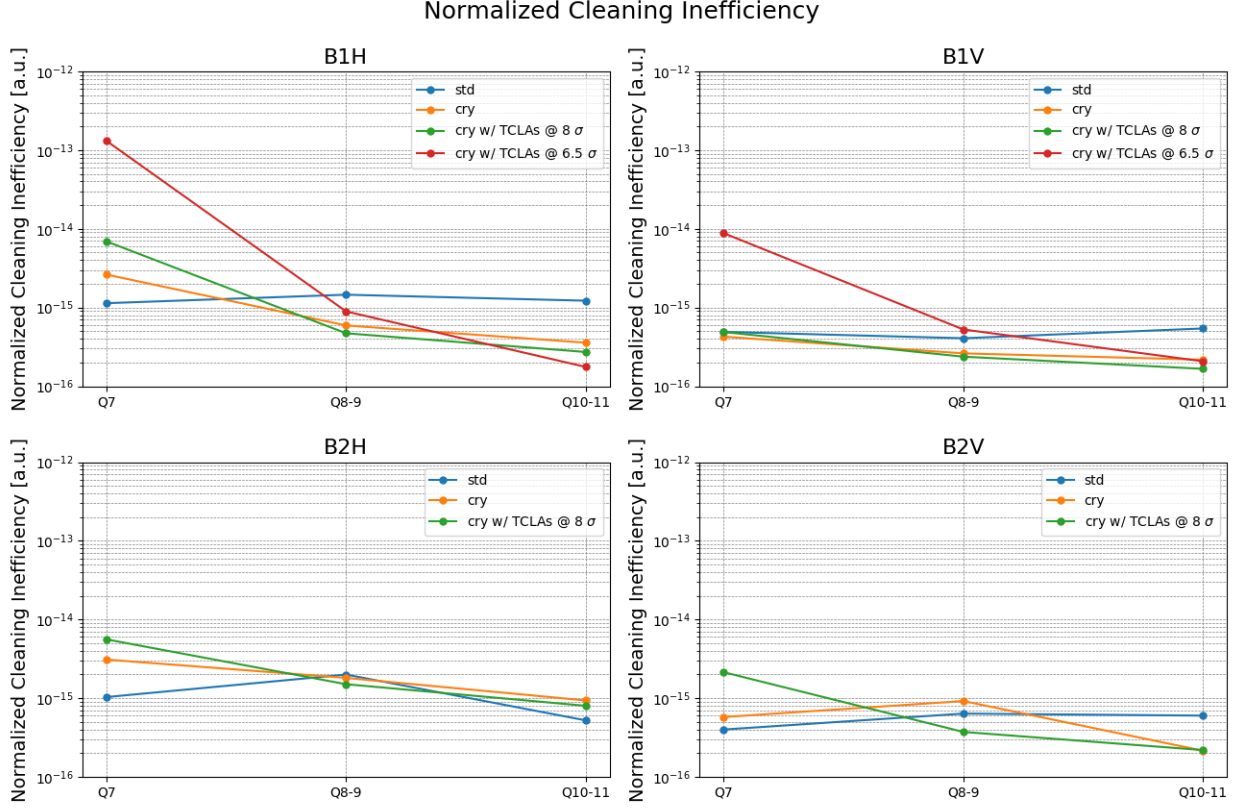 Normalized Cleaning Inefficiency
B1H
Normalized Cleaning Inefficiency [a.u.]
10⁻¹²
10⁻¹³
10⁻¹⁴
10⁻¹⁵
10⁻¹⁶
std
cry
cry w/ TCLAs @ 8 σ
cry w/ TCLAs @ 6.5 σ
Q7
Q8-9
Q10-11
B1V
Normalized Cleaning Inefficiency [a.u.]
10⁻¹²
10⁻¹³
10⁻¹⁴
10⁻¹⁵
10⁻¹⁶
std
cry
cry w/ TCLAs @ 8 σ
cry w/ TCLAs @ 6.5 σ
Q7
Q8-9
Q10-11
B2H
Normalized Cleaning Inefficiency [a.u.]
10⁻¹²
10⁻¹³
10⁻¹⁴
10⁻¹⁵
10⁻¹⁶
std
cry
cry w/ TCLAs @ 8 σ
Q7
Q8-9
Q10-11
B2V
Normalized Cleaning Inefficiency [a.u.]
10⁻¹²
10⁻¹³
10⁻¹⁴
10⁻¹⁵
10⁻¹⁶
std
cry
cry w/ TCLAs @ 8 σ
Q7
Q8-9
Q10-11